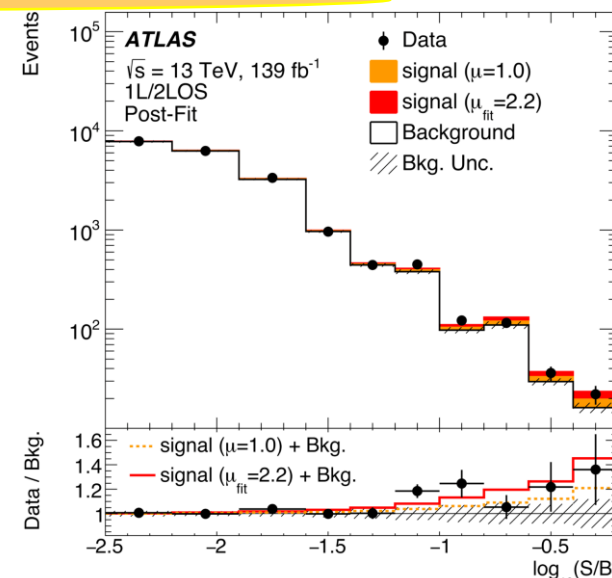 Events
10⁵
10⁴
10³
10²
ATLAS
√s = 13 TeV, 139 fb⁻¹
1L/2LOS
Post-Fit
Data
signal (μ=1.0)
signal (μ_fit=2.2)
Background
Bkg. Unc.
Data / Bkg.
1.6
1.4
1.2
1
signal (μ=1.0) + Bkg.
signal (μ_fit=2.2) + Bkg.
−2.5 −2 −1.5 −1 −0.5
(S/B